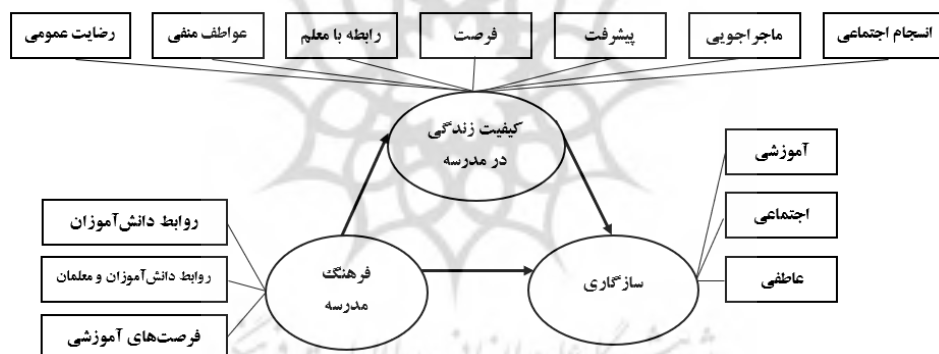 انسجام اجتماعی
ماجراجویی
پیشرفت
فرصت
رابطه با معلم
عواطف منفی
رضایت عمومی
کیفیت زندگی
در مدرسه
آموزشی
اجتماعی
عاطفی
سازگاری
فرهنگ
مدرسه
روابط دانش‌آموزان
روابط دانش‌آموزان و معلمان
فرصت‌های آموزشی